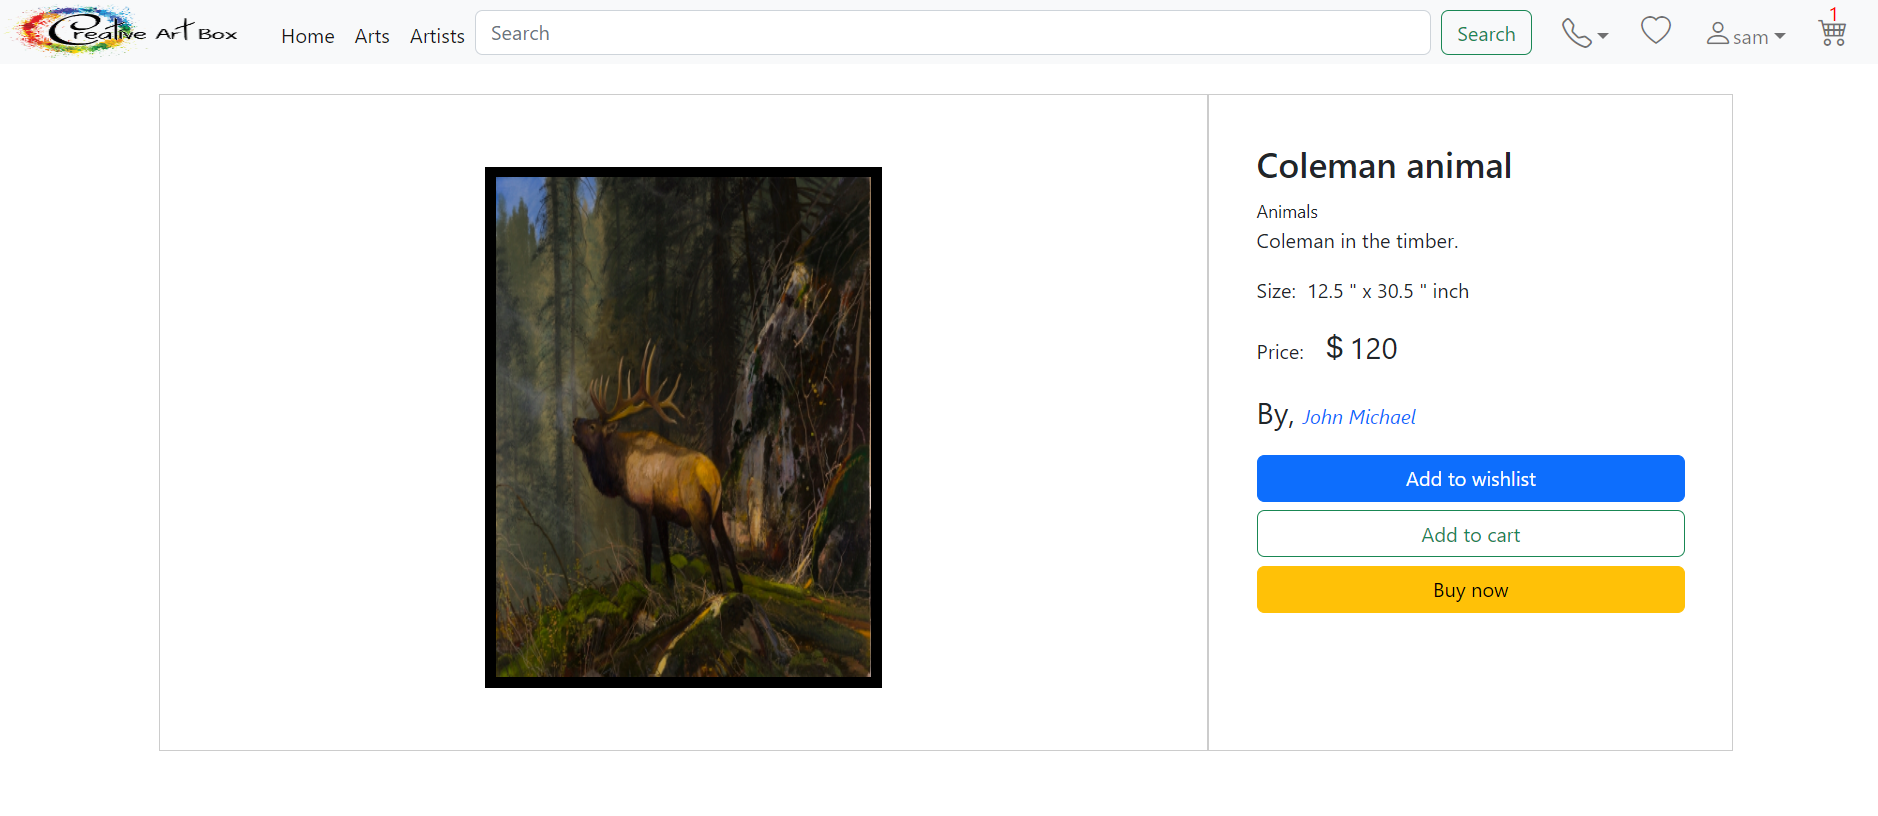 Creative Art Box
Home Arts Artists Search Search sam 1
Coleman animal
Animals
Coleman in the timber.
Size: 12.5 " x 30.5 " inch
Price: $ 120
By, John Michael
Add to wishlist
Add to cart
Buy now